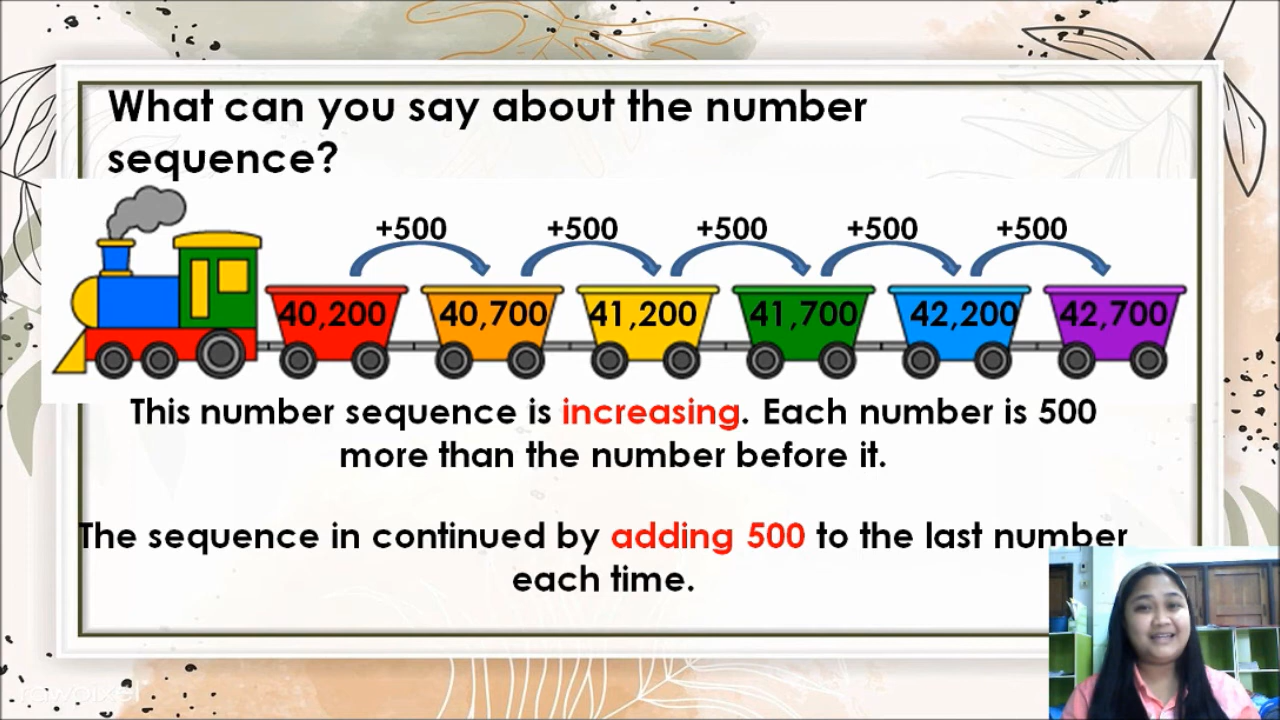 What can you say about the number
sequence?
+500 +500 +500 +500 +500
40,200 40,700 41,200 41,700 42,200 42,700
This number sequence is increasing. Each number is 500
more than the number before it.
The sequence in continued by adding 500 to the last number
each time.
rawpixel